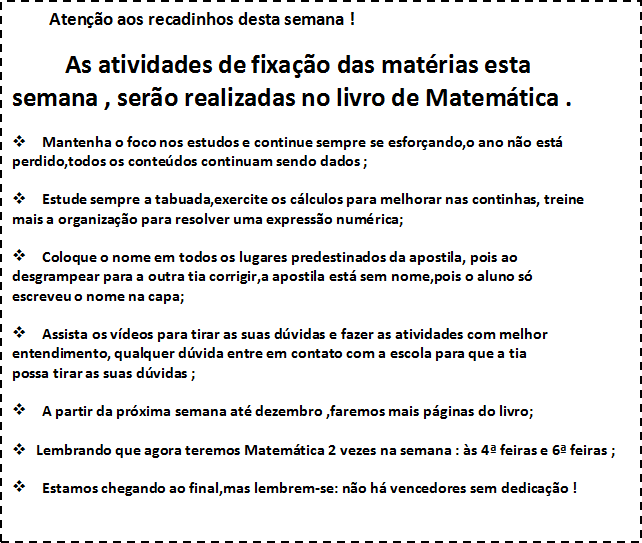 Atenção aos recadinhos desta semana !
As atividades de fixação das matérias esta
semana , serão realizadas no livro de Matemática .
❖ Mantenha o foco nos estudos e continue sempre se esforçando,o ano não está
perdido,todos os conteúdos continuam sendo dados ;
❖ Estude sempre a tabuada,exercite os cálculos para melhorar nas continhas, treine
mais a organização para resolver uma expressão numérica;
❖ Coloque o nome em todos os lugares predestinados da apostila, pois ao
desgrampear para a outra tia corrigir,a apostila está sem nome,pois o aluno só
escreveu o nome na capa;
❖ Assista os vídeos para tirar as suas dúvidas e fazer as atividades com melhor
entendimento, qualquer dúvida entre em contato com a escola para que a tia
possa tirar as suas dúvidas ;
❖ A partir da próxima semana até dezembro ,faremos mais páginas do livro;
❖ Lembrando que agora teremos Matemática 2 vezes na semana : às 4ª feiras e 6ª feiras ;
❖ Estamos chegando ao final,mas lembrem-se: não há vencedores sem dedicação !